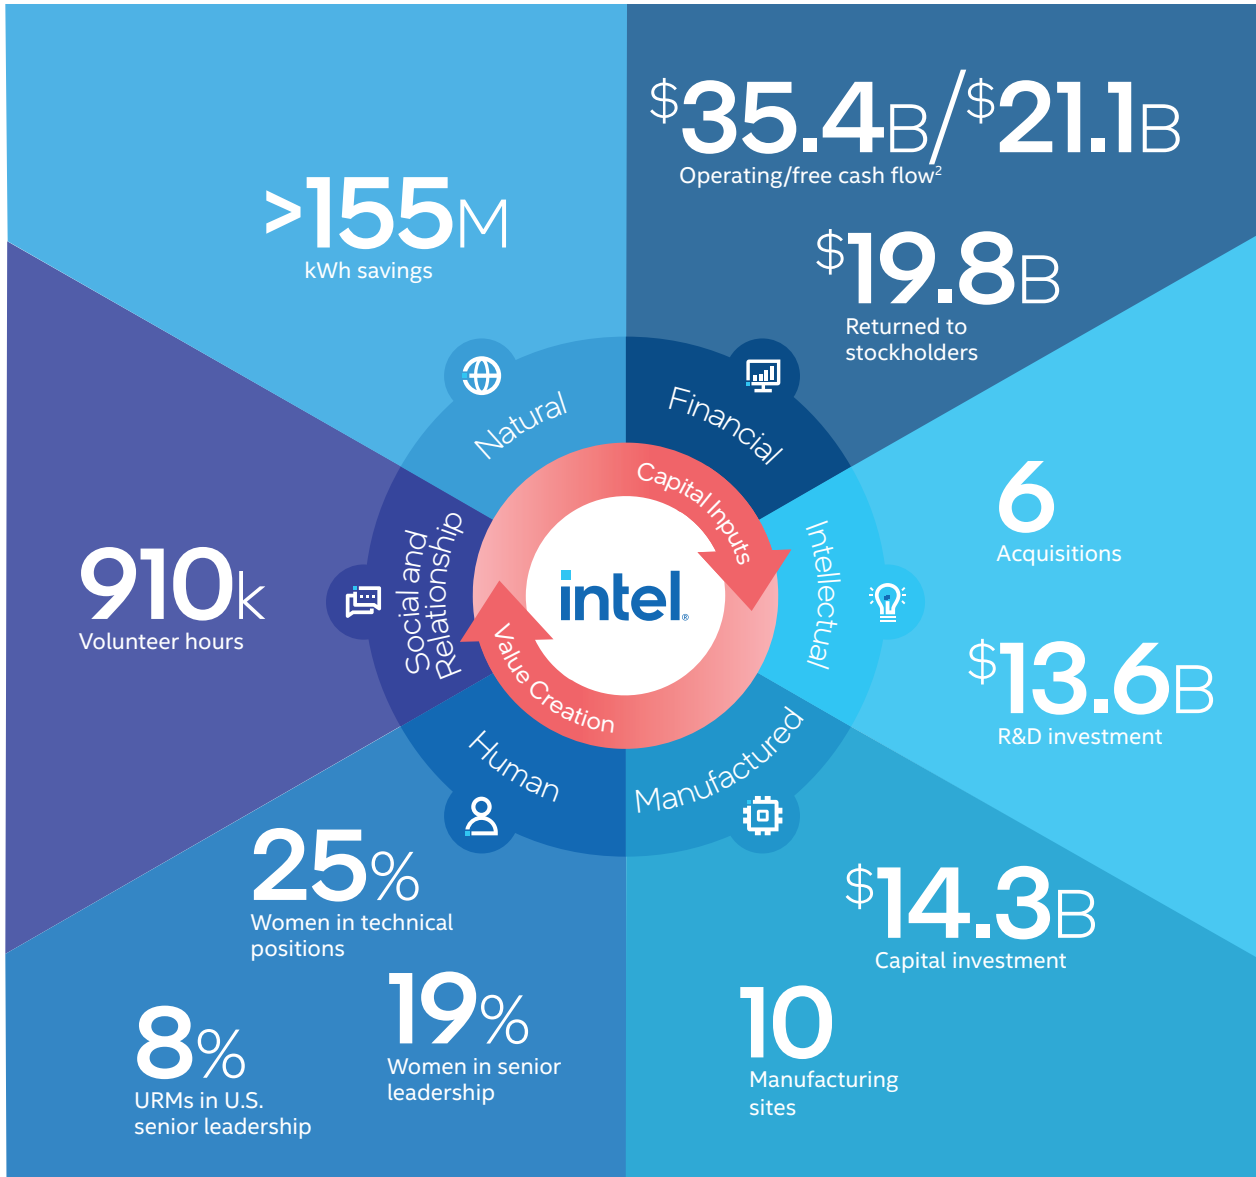 $35.4B/$21.1B
Operating/free cash flow2
$19.8B
Returned to
stockholders
>155M
kWh savings
Natural
Financial
Capital Inputs
6
Acquisitions
Intellectual
$13.6B
R&D investment
910k
Volunteer hours
Social and
Relationship
intel®
Value Creation
Human
Manufactured
25%
Women in technical
positions
19%
Women in senior
leadership
8%
URMs in U.S.
senior leadership
$14.3B
Capital investment
10
Manufacturing
sites